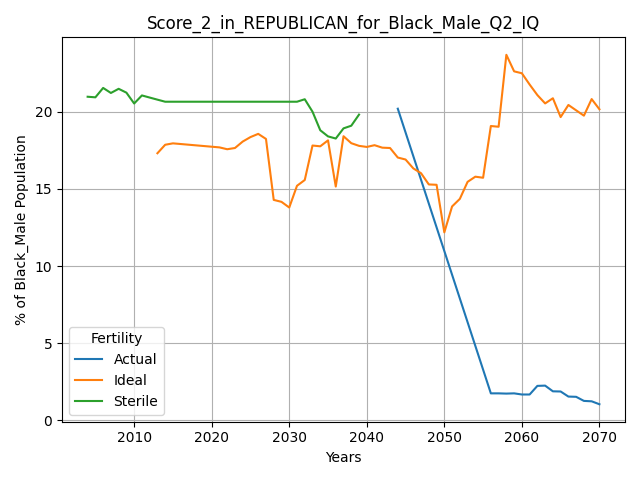 Score_2_in_REPUBLICAN_for_Black_Male_Q2_IQ
% of Black_Male Population
20
15
10
5
0
Fertility
Actual
Ideal
Sterile
2010 2020 2030 2040 2050 2060 2070
Years